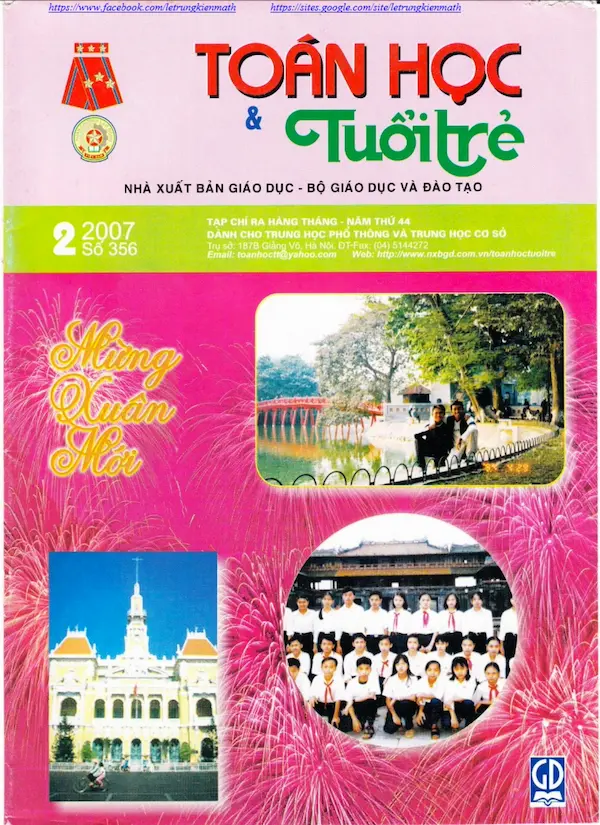 https://www.facebook.com/letrungkienmath https://sites.google.com/site/letrungkienmath
TOÁN HỌC
& Tuổi trẻ
NHÀ XUẤT BẢN GIÁO DỤC - BỘ GIÁO DỤC VÀ ĐÀO TẠO
2 2007
Số 356
TẠP CHÍ RA HÀNG THÁNG - NĂM THỨ 44
DÀNH CHO TRUNG HỌC PHỔ THÔNG VÀ TRUNG HỌC CƠ SỞ
Trụ sở: 187B Giảng Võ, Hà Nội. ĐT-Fax: (04) 5144272
Email: toanhoctt@yahoo.com Web: http://www.nxbgd.com.vn/toanhoctuoitre
Mừng
Xuân
Mới
GD